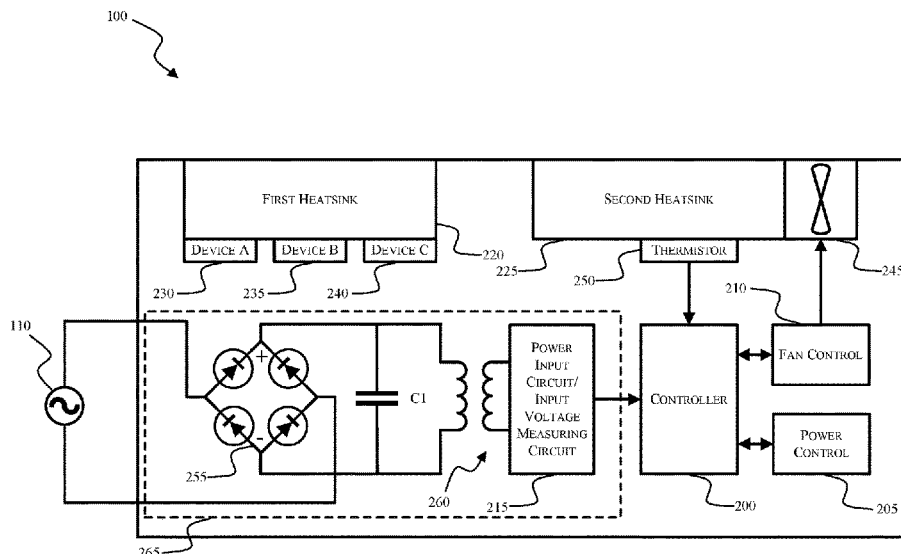 100
FIRST HEATSINK
SECOND HEATSINK
DEVICE A
DEVICE B
DEVICE C
THERMISTOR
220
225
250
245
230
235
240
210
110
+
-
C1
POWER
INPUT
CIRCUIT/
INPUT
VOLTAGE
MEASURING
CIRCUIT
CONTROLLER
FAN CONTROL
POWER
CONTROL
255
260
215
200
205
265